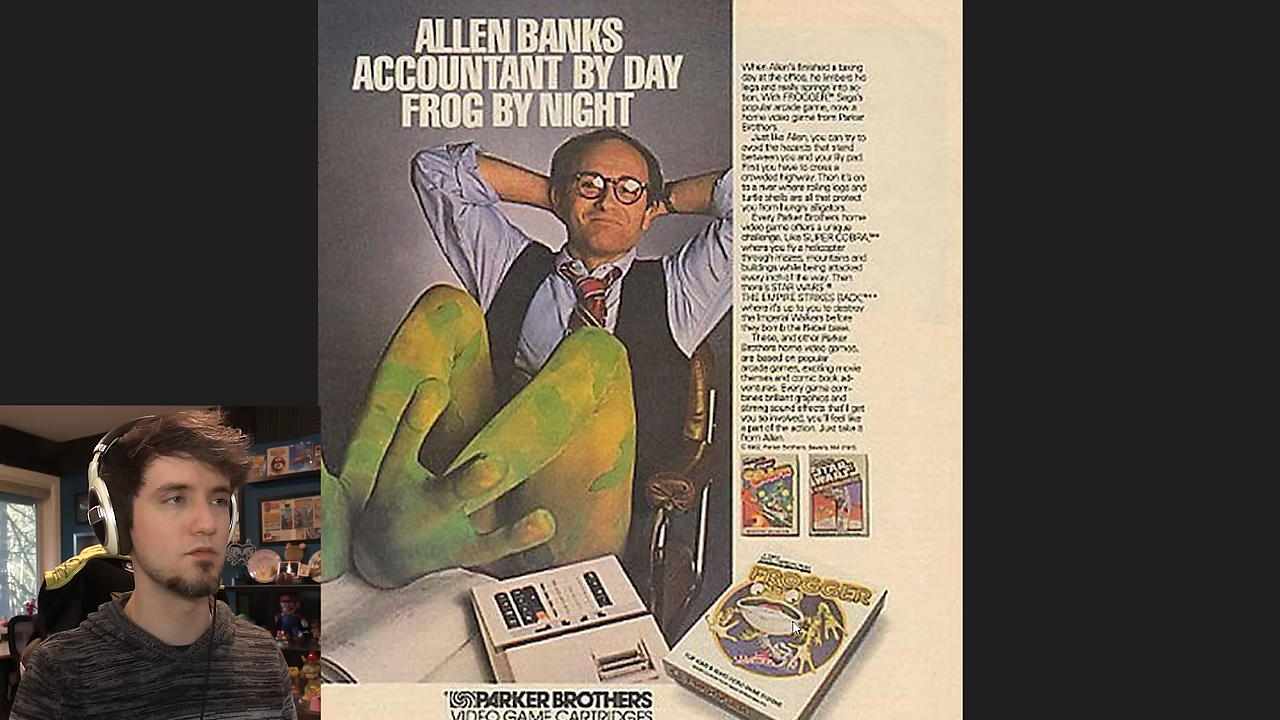 ALLEN BANKS
ACCOUNTANT BY DAY
FROG BY NIGHT
When Allen's finished a taxing
day at the office, he limbers his
legs and really springs into ac-
tion. With FROGGER,™ Sega's
popular arcade game, now a
home video game from Parker
Brothers.
Just like Allen, you can try to
avoid the hazards that stand
between you and your lily pad.
First you have to cross a
crowded highway. Then it's on
to a river where rolling logs and
turtle shells are all that protect
you from hungry alligators.
Every Parker Brothers home
video game offers a unique
challenge. Like SUPER COBRA,™*
where you fly a helicopter
through mazes, mountains and
buildings while being attacked
every inch of the way. Then
there's STAR WARS®
THE EMPIRE STRIKES BACK,™**
where it's up to you to destroy
the Imperial Walkers before
they bomb the Rebel base.
These, and other Parker
Brothers home video games,
are based on popular
arcade games, exciting movie
themes and comic book ad-
ventures. Every game com-
bines brilliant graphics and
stirring sound effects that'll get
you so involved, you'll feel like
a part of the action. Just take it
from Allen.
STAR
WARS
FROGGER
PARKER BROTHERS
VIDEO GAME CARTRIDGES